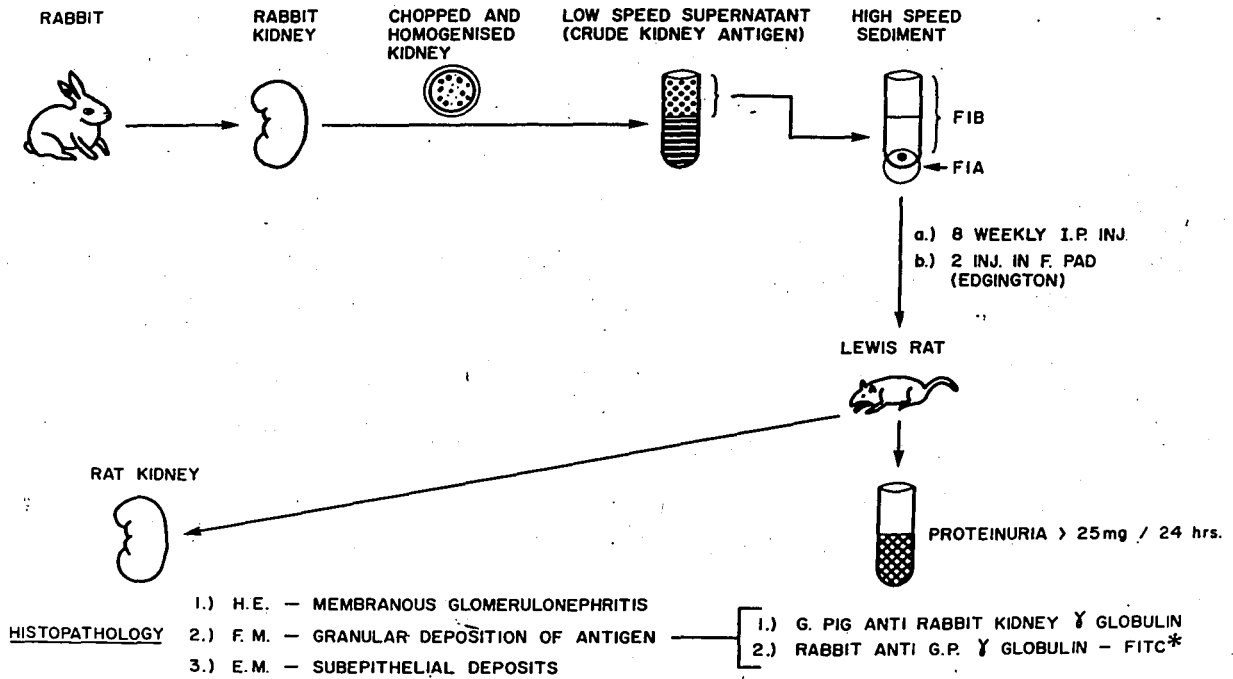 RABBIT
RABBIT
KIDNEY
CHOPPED AND
HOMOGENISED
KIDNEY
LOW SPEED SUPERNATANT
(CRUDE KIDNEY ANTIGEN)
HIGH SPEED
SEDIMENT
FIB
FIA
a.) 8 WEEKLY I.P. INJ.
b.) 2 INJ. IN F. PAD
(EDGINGTON)
LEWIS RAT
RAT KIDNEY
PROTEINURIA > 25mg / 24 hrs.
HISTOPATHOLOGY
1.) H.E. – MEMBRANOUS GLOMERULONEPHRITIS
2.) F.M. – GRANULAR DEPOSITION OF ANTIGEN
3.) E.M. – SUBEPITHELIAL DEPOSITS
1.) G. PIG ANTI RABBIT KIDNEY ɣ GLOBULIN
2.) RABBIT ANTI G.P. ɣ GLOBULIN – FITC*